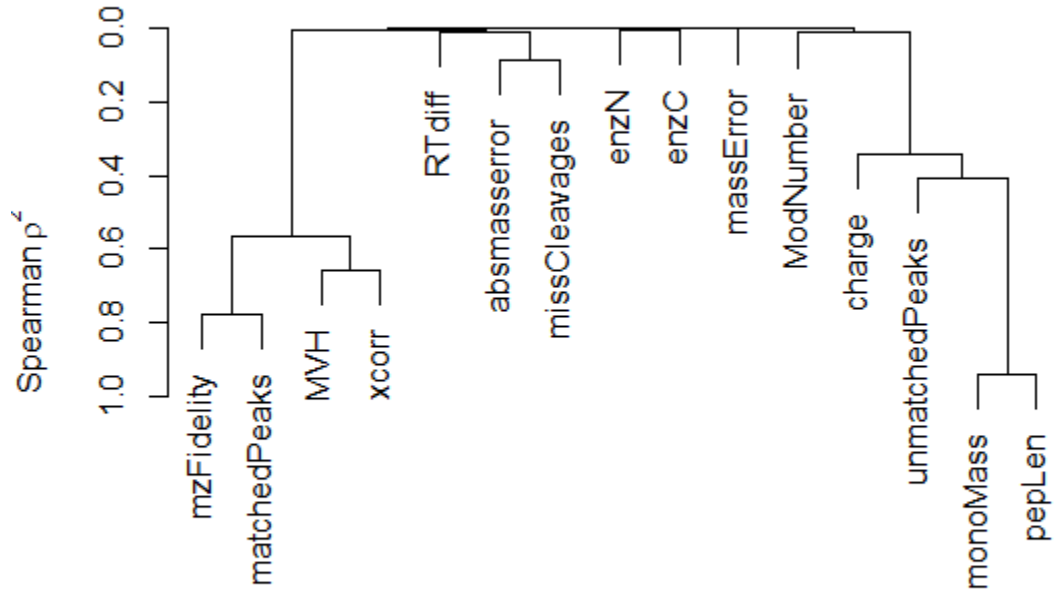 Spearman ρ²
0.0
0.2
0.4
0.6
0.8
1.0
mzFidelity
matchedPeaks
MVH
xcorr
RTdiff
absmasserror
missCleavages
enzN
enzC
massError
ModNumber
charge
unmatchedPeaks
monoMass
pepLen